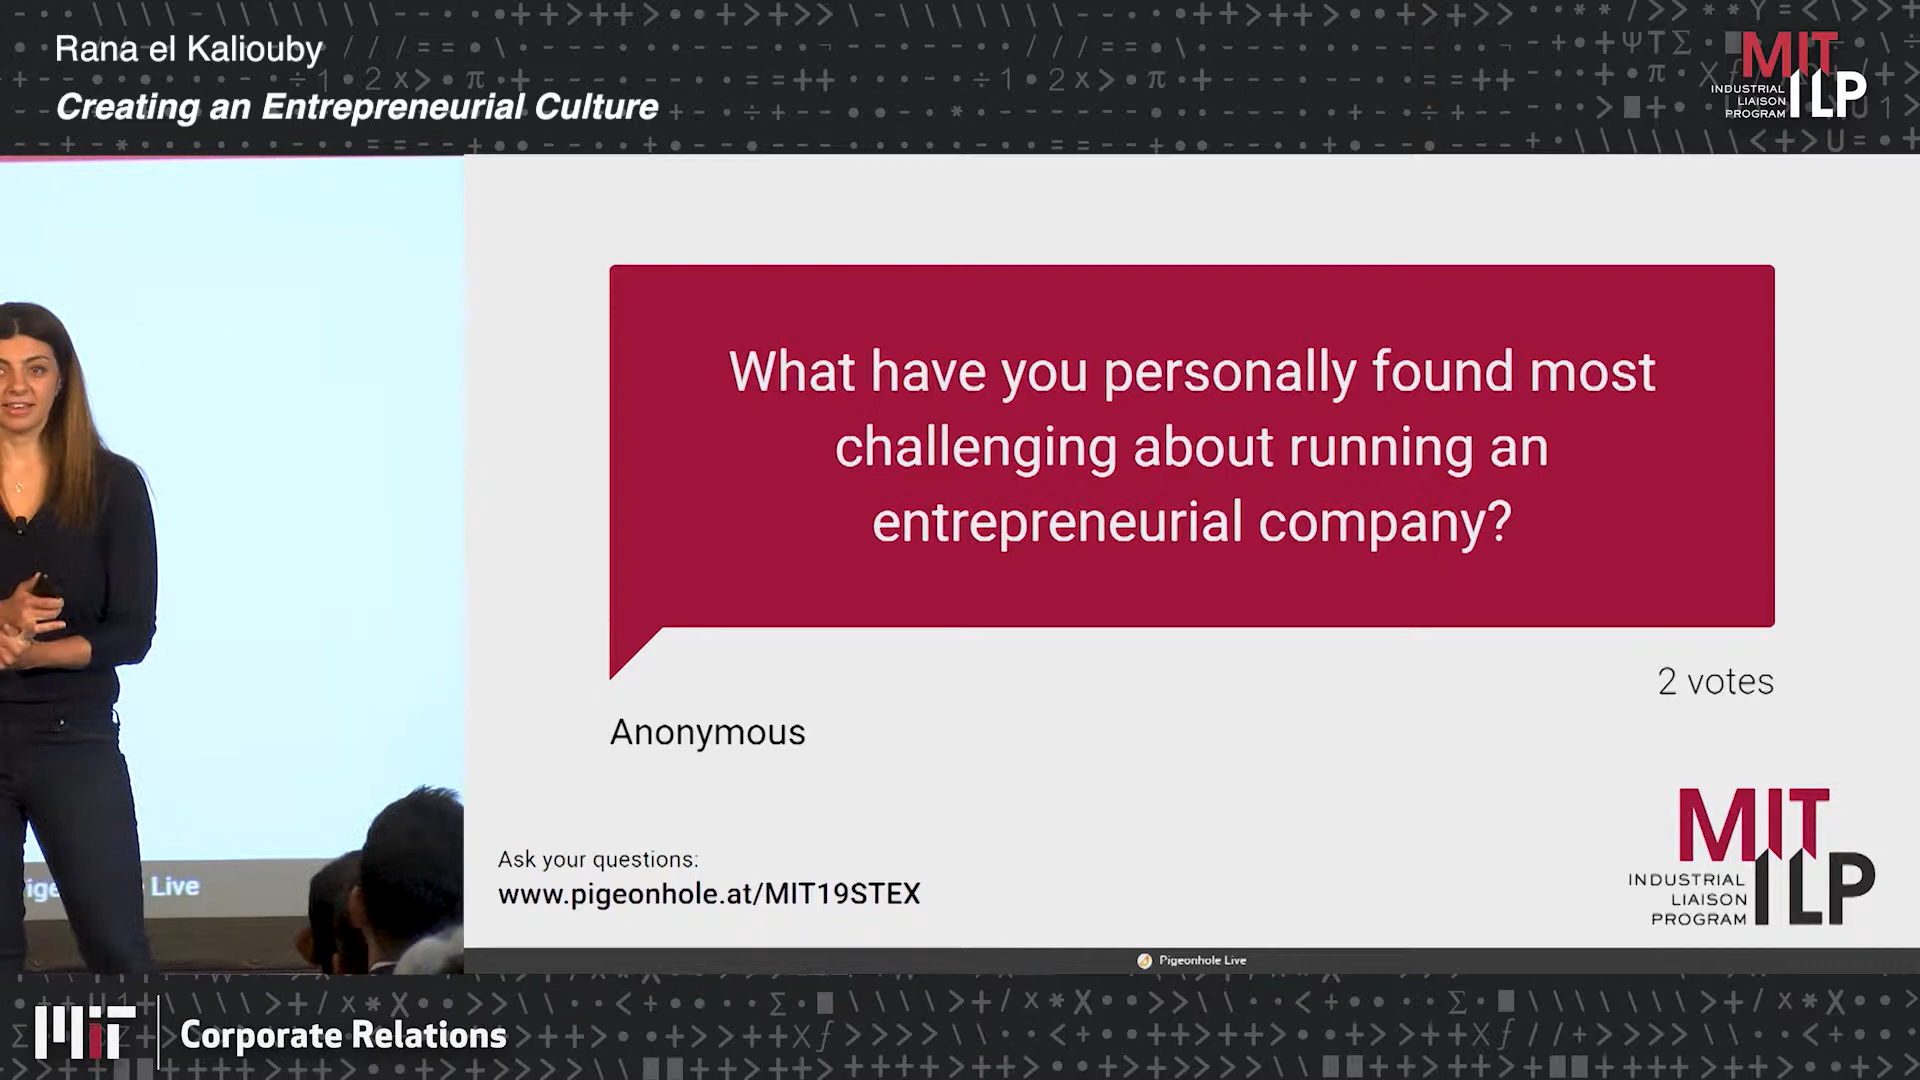 Rana el Kaliouby
Creating an Entrepreneurial Culture
MIT
INDUSTRIAL
LIAISON
PROGRAM
ILP
What have you personally found most
challenging about running an
entrepreneurial company?
2 votes
Anonymous
Ask your questions:
www.pigeonhole.at/MIT19STEX
MIT
INDUSTRIAL
LIAISON
PROGRAM
ILP
Live
Pigeonhole Live
MIT
Corporate Relations